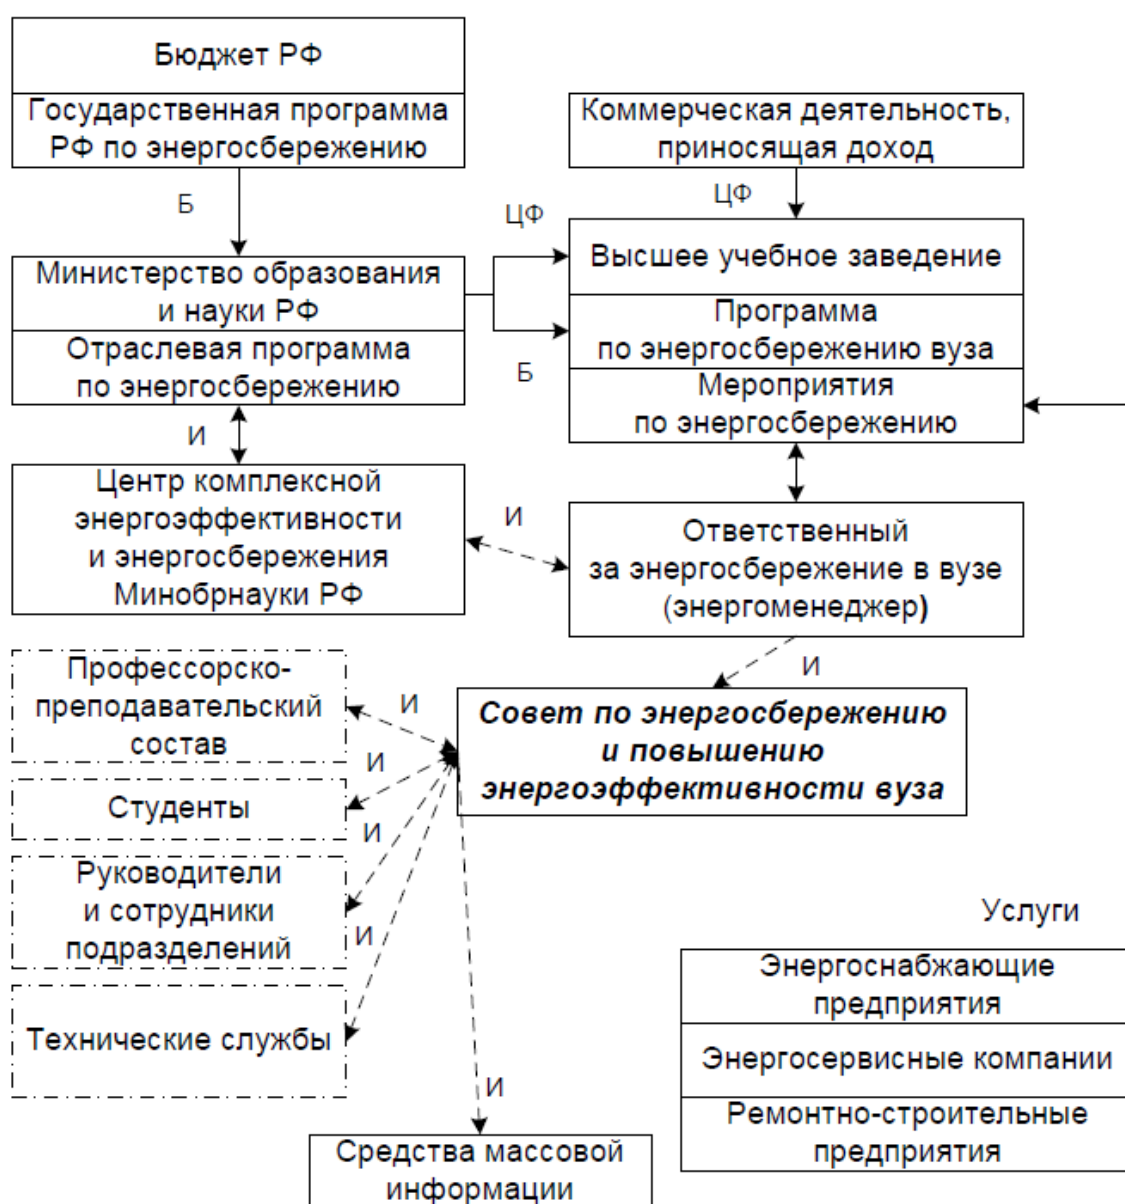 Бюджет РФ
Государственная программа
РФ по энергосбережению
Коммерческая деятельность,
приносящая доход
Б
ЦФ
ЦФ
Министерство образования
и науки РФ
Отраслевая программа
по энергосбережению
Высшее учебное заведение
Программа
по энергосбережению вуза
Б
Мероприятия
по энергосбережению
И
Центр комплексной
энергоэффективности
и энергосбережения
Минобрнауки РФ
И
Ответственный
за энергосбережение в вузе
(энергоменеджер)
И
Профессорско-
преподавательский
состав
И
Совет по энергосбережению
и повышению
энергоэффективности вуза
И
Студенты
И
Руководители
и сотрудники
подразделений
И
Технические службы
И
Услуги
Энергоснабжающие
предприятия
Энергосервисные компании
Ремонтно-строительные
предприятия
Средства массовой
информации